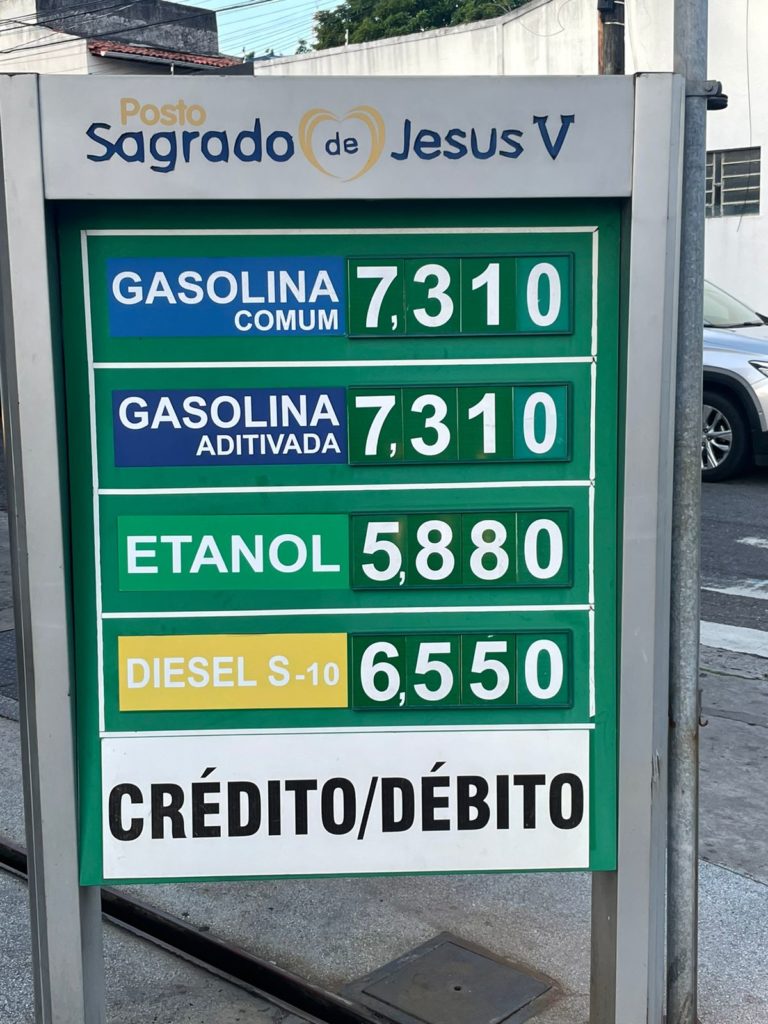 Posto
Sagrado de Jesus V
GASOLINA
COMUM
7,310
GASOLINA
ADITIVADA
7,310
ETANOL 5,880
DIESEL S-10 6,550
CRÉDITO/DÉBITO